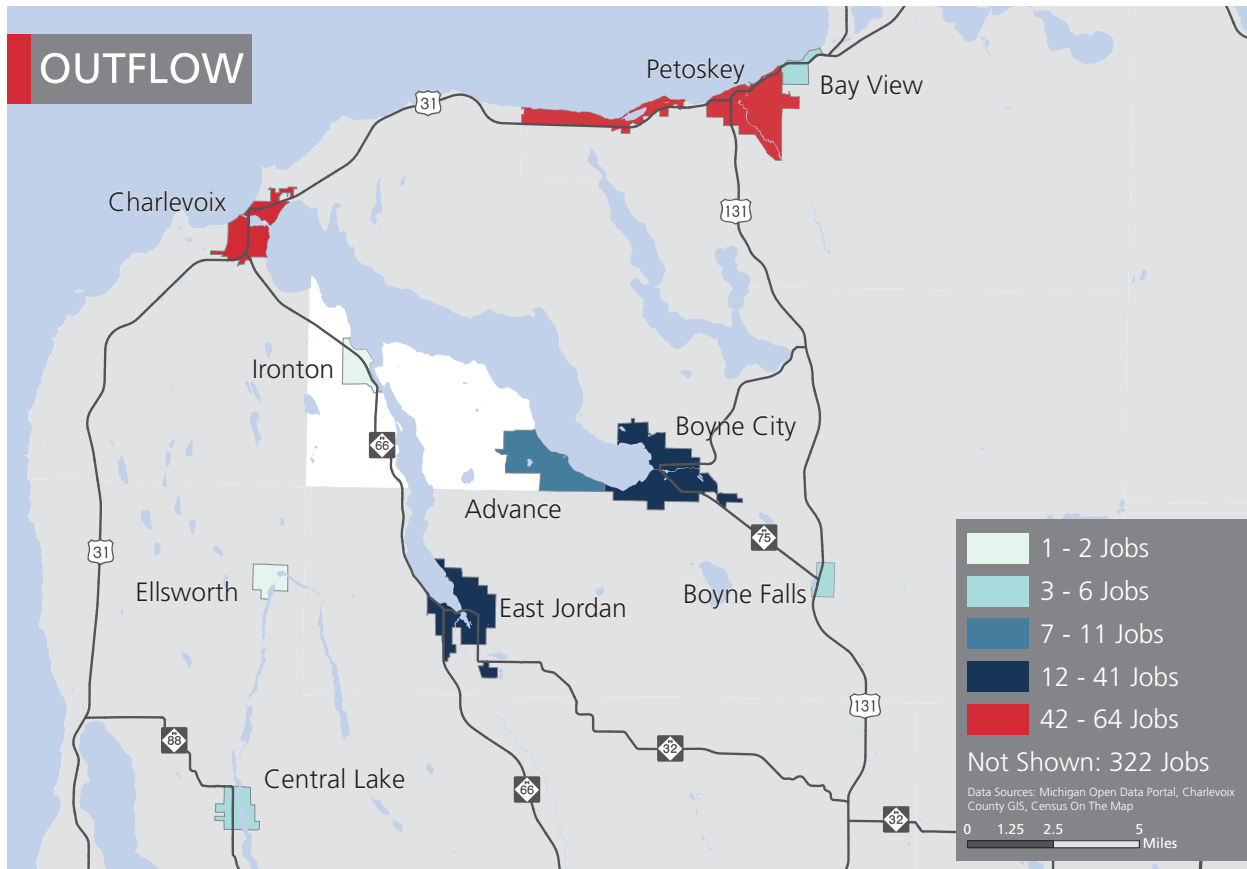 OUTFLOW
Petoskey
Bay View
31
Charlevoix
131
Ironton
Boyne City
M
66
Advance
31
M
75
Ellsworth
East Jordan
Boyne Falls
131
M
88
M
32
Central Lake
M
66
M
32
1 - 2 Jobs
3 - 6 Jobs
7 - 11 Jobs
12 - 41 Jobs
42 - 64 Jobs
Not Shown: 322 Jobs
Data Sources: Michigan Open Data Portal, Charlevoix
County GIS, Census On The Map
0 1.25 2.5 5
Miles